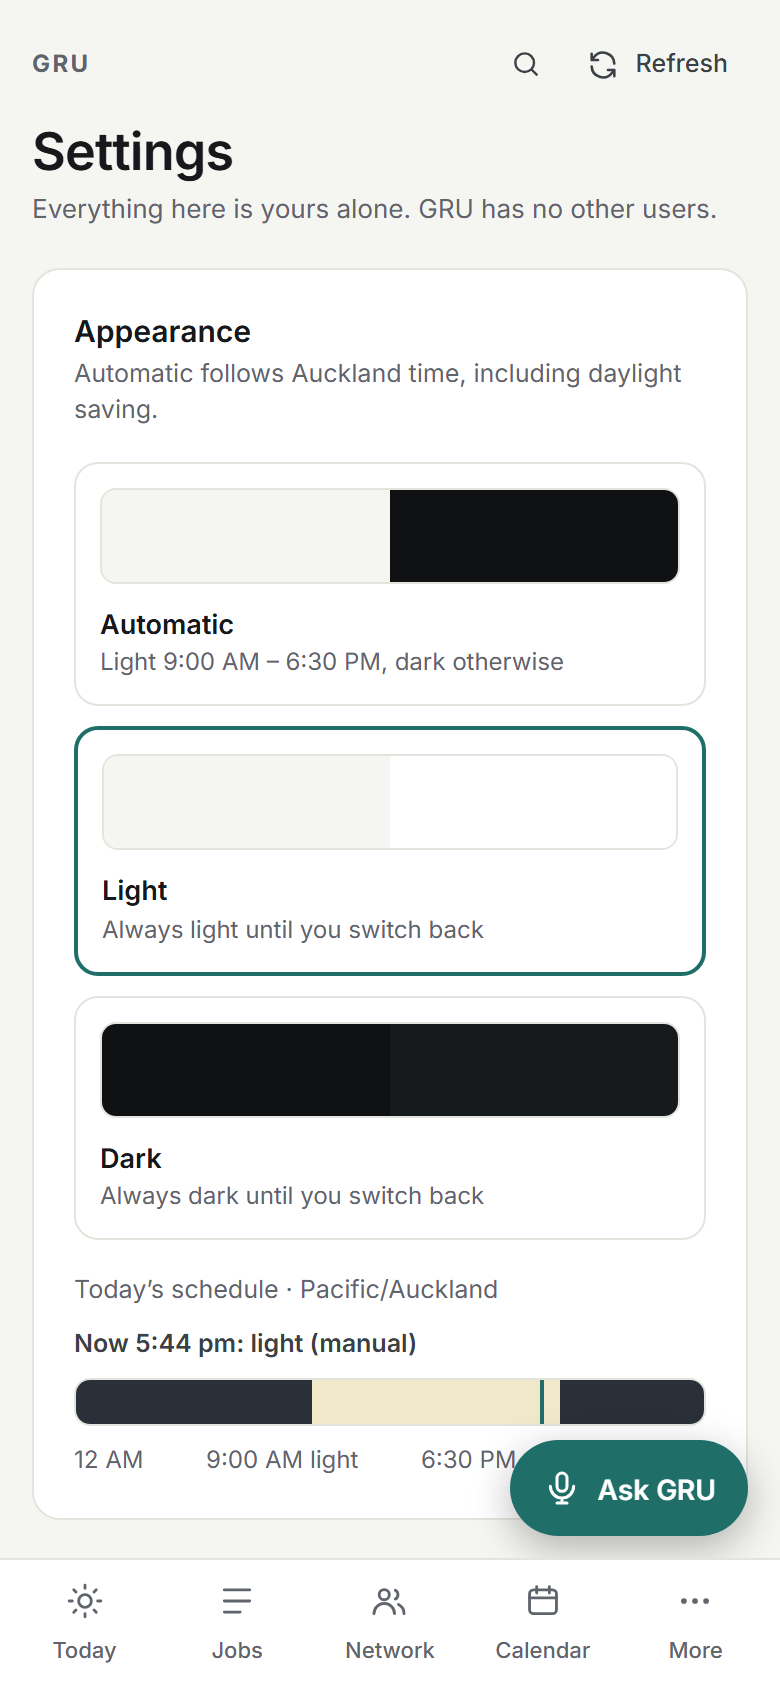 GRU
Refresh
Settings
Everything here is yours alone. GRU has no other users.
Appearance
Automatic follows Auckland time, including daylight
saving.
Automatic
Light 9:00 AM – 6:30 PM, dark otherwise
Light
Always light until you switch back
Dark
Always dark until you switch back
Today’s schedule · Pacific/Auckland
Now 5:44 pm: light (manual)
12 AM 9:00 AM light 6:30 PM
Ask GRU
Today Jobs Network Calendar More